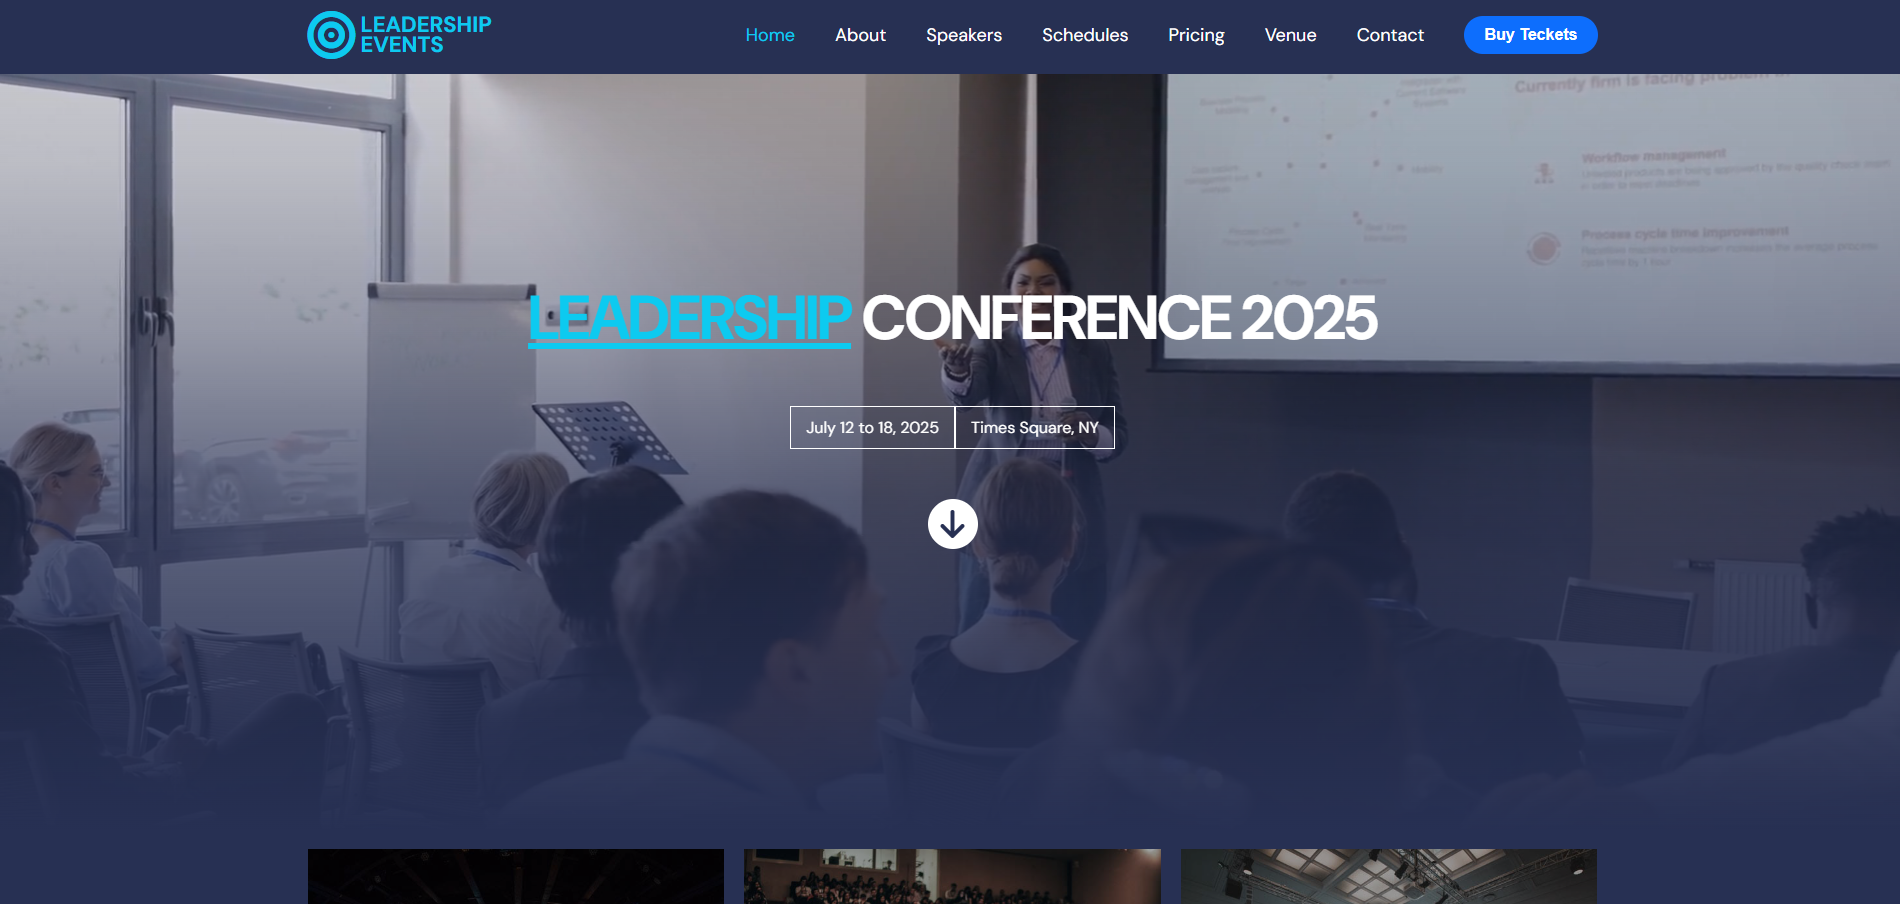 LEADERSHIP
EVENTS
Home
About
Speakers
Schedules
Pricing
Venue
Contact
Buy Teckets
Currently firm is facing
Workflow management
Process cycle time improvement
LEADERSHIP CONFERENCE 2025
July 12 to 18, 2025
Times Square, NY